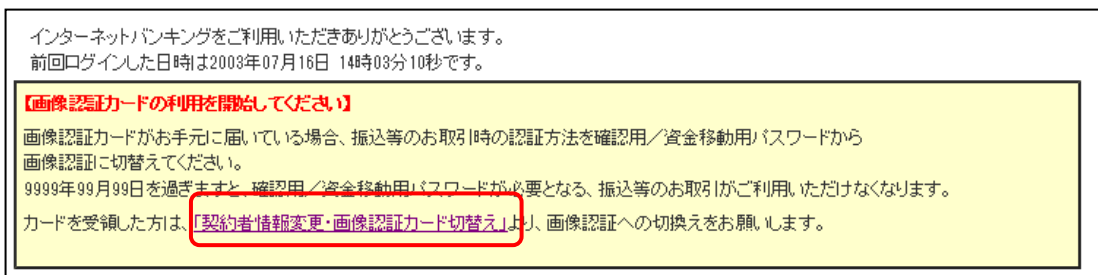 インターネットバンキングをご利用いただきありがとうございます。
前回ログインした日時は2003年07月16日 14時03分10秒です。
【画像認証カードの利用を開始してください】
画像認証カードがお手元に届いている場合、振込等のお取引時の認証方法を確認用／資金移動用パスワードから
画像認証に切替えてください。
9999年99月99日を過ぎますと、確認用／資金移動用パスワードが必要となる、振込等のお取引がご利用いただけなくなります。
カードを受領した方は、「契約者情報変更・画像認証カード切替え」より、画像認証への切換えをお願いします。